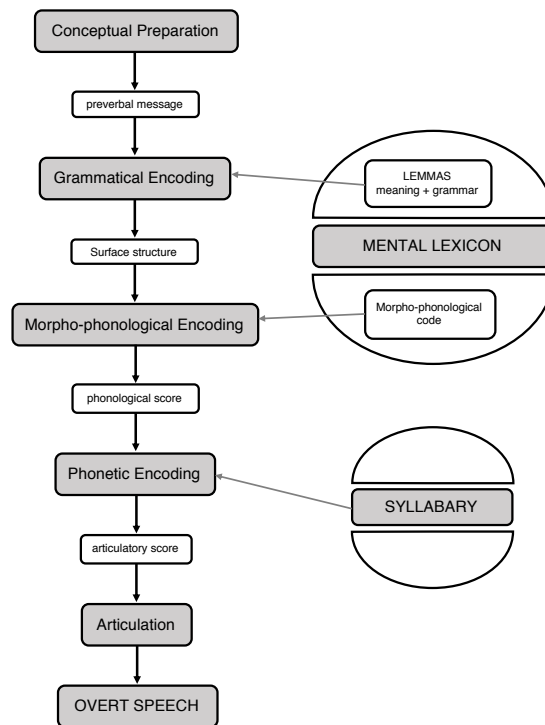 Conceptual Preparation
preverbal message
Grammatical Encoding
LEMMAS
meaning + grammar
MENTAL LEXICON
Surface structure
Morpho-phonological Encoding
Morpho-phonological
code
phonological score
Phonetic Encoding
SYLLABARY
articulatory score
Articulation
OVERT SPEECH